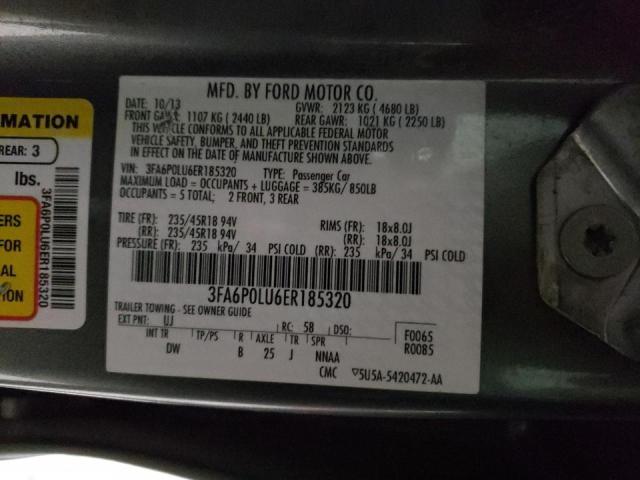 MFD. BY FORD MOTOR CO.
DATE: 10/13 GVWR: 2123 KG ( 4680 LB)
FRONT GAWR: 1107 KG ( 2440 LB) REAR GAWR: 1021 KG ( 2250 LB)
THIS VEHICLE CONFORMS TO ALL APPLICABLE FEDERAL MOTOR
VEHICLE SAFETY, BUMPER, AND THEFT PREVENTION STANDARDS
IN EFFECT ON THE DATE OF MANUFACTURE SHOWN ABOVE.
VIN: 3FA6P0LU6ER185320 TYPE: Passenger Car
MAXIMUM LOAD = OCCUPANTS + LUGGAGE = 385KG/850LB
OCCUPANTS = 5 TOTAL; 2 FRONT, 3 REAR
TIRE (FR): 235/45R18 94V RIMS (FR): 18x8.0J
(RR): 235/45R18 94V (RR): 18x8.0J
PRESSURE (FR): 235 kPa/ 34 PSI COLD (RR): 235 kPa/ 34 PSI COLD
3FA6P0LU6ER185320
TRAILER TOWING - SEE OWNER GUIDE
EXT PNT: UJ RC: 58 DSO: F0065
R0085
INT TR TP/PS R AXLE TR SPR
DW B 25 J NNAA
CMC ▽5U5A-5420472-AA
MATION
REAR: 3
lbs.
3FA6P0LU6ER185320
ERS
FOR
AL
TION